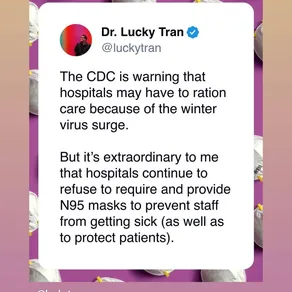 Dr. Lucky Tran
@luckytran
The CDC is warning that
hospitals may have to ration
care because of the winter
virus surge.
But it's extraordinary to me
that hospitals continue to
refuse to require and provide
N95 masks to prevent staff
from getting sick (as well as
to protect patients).